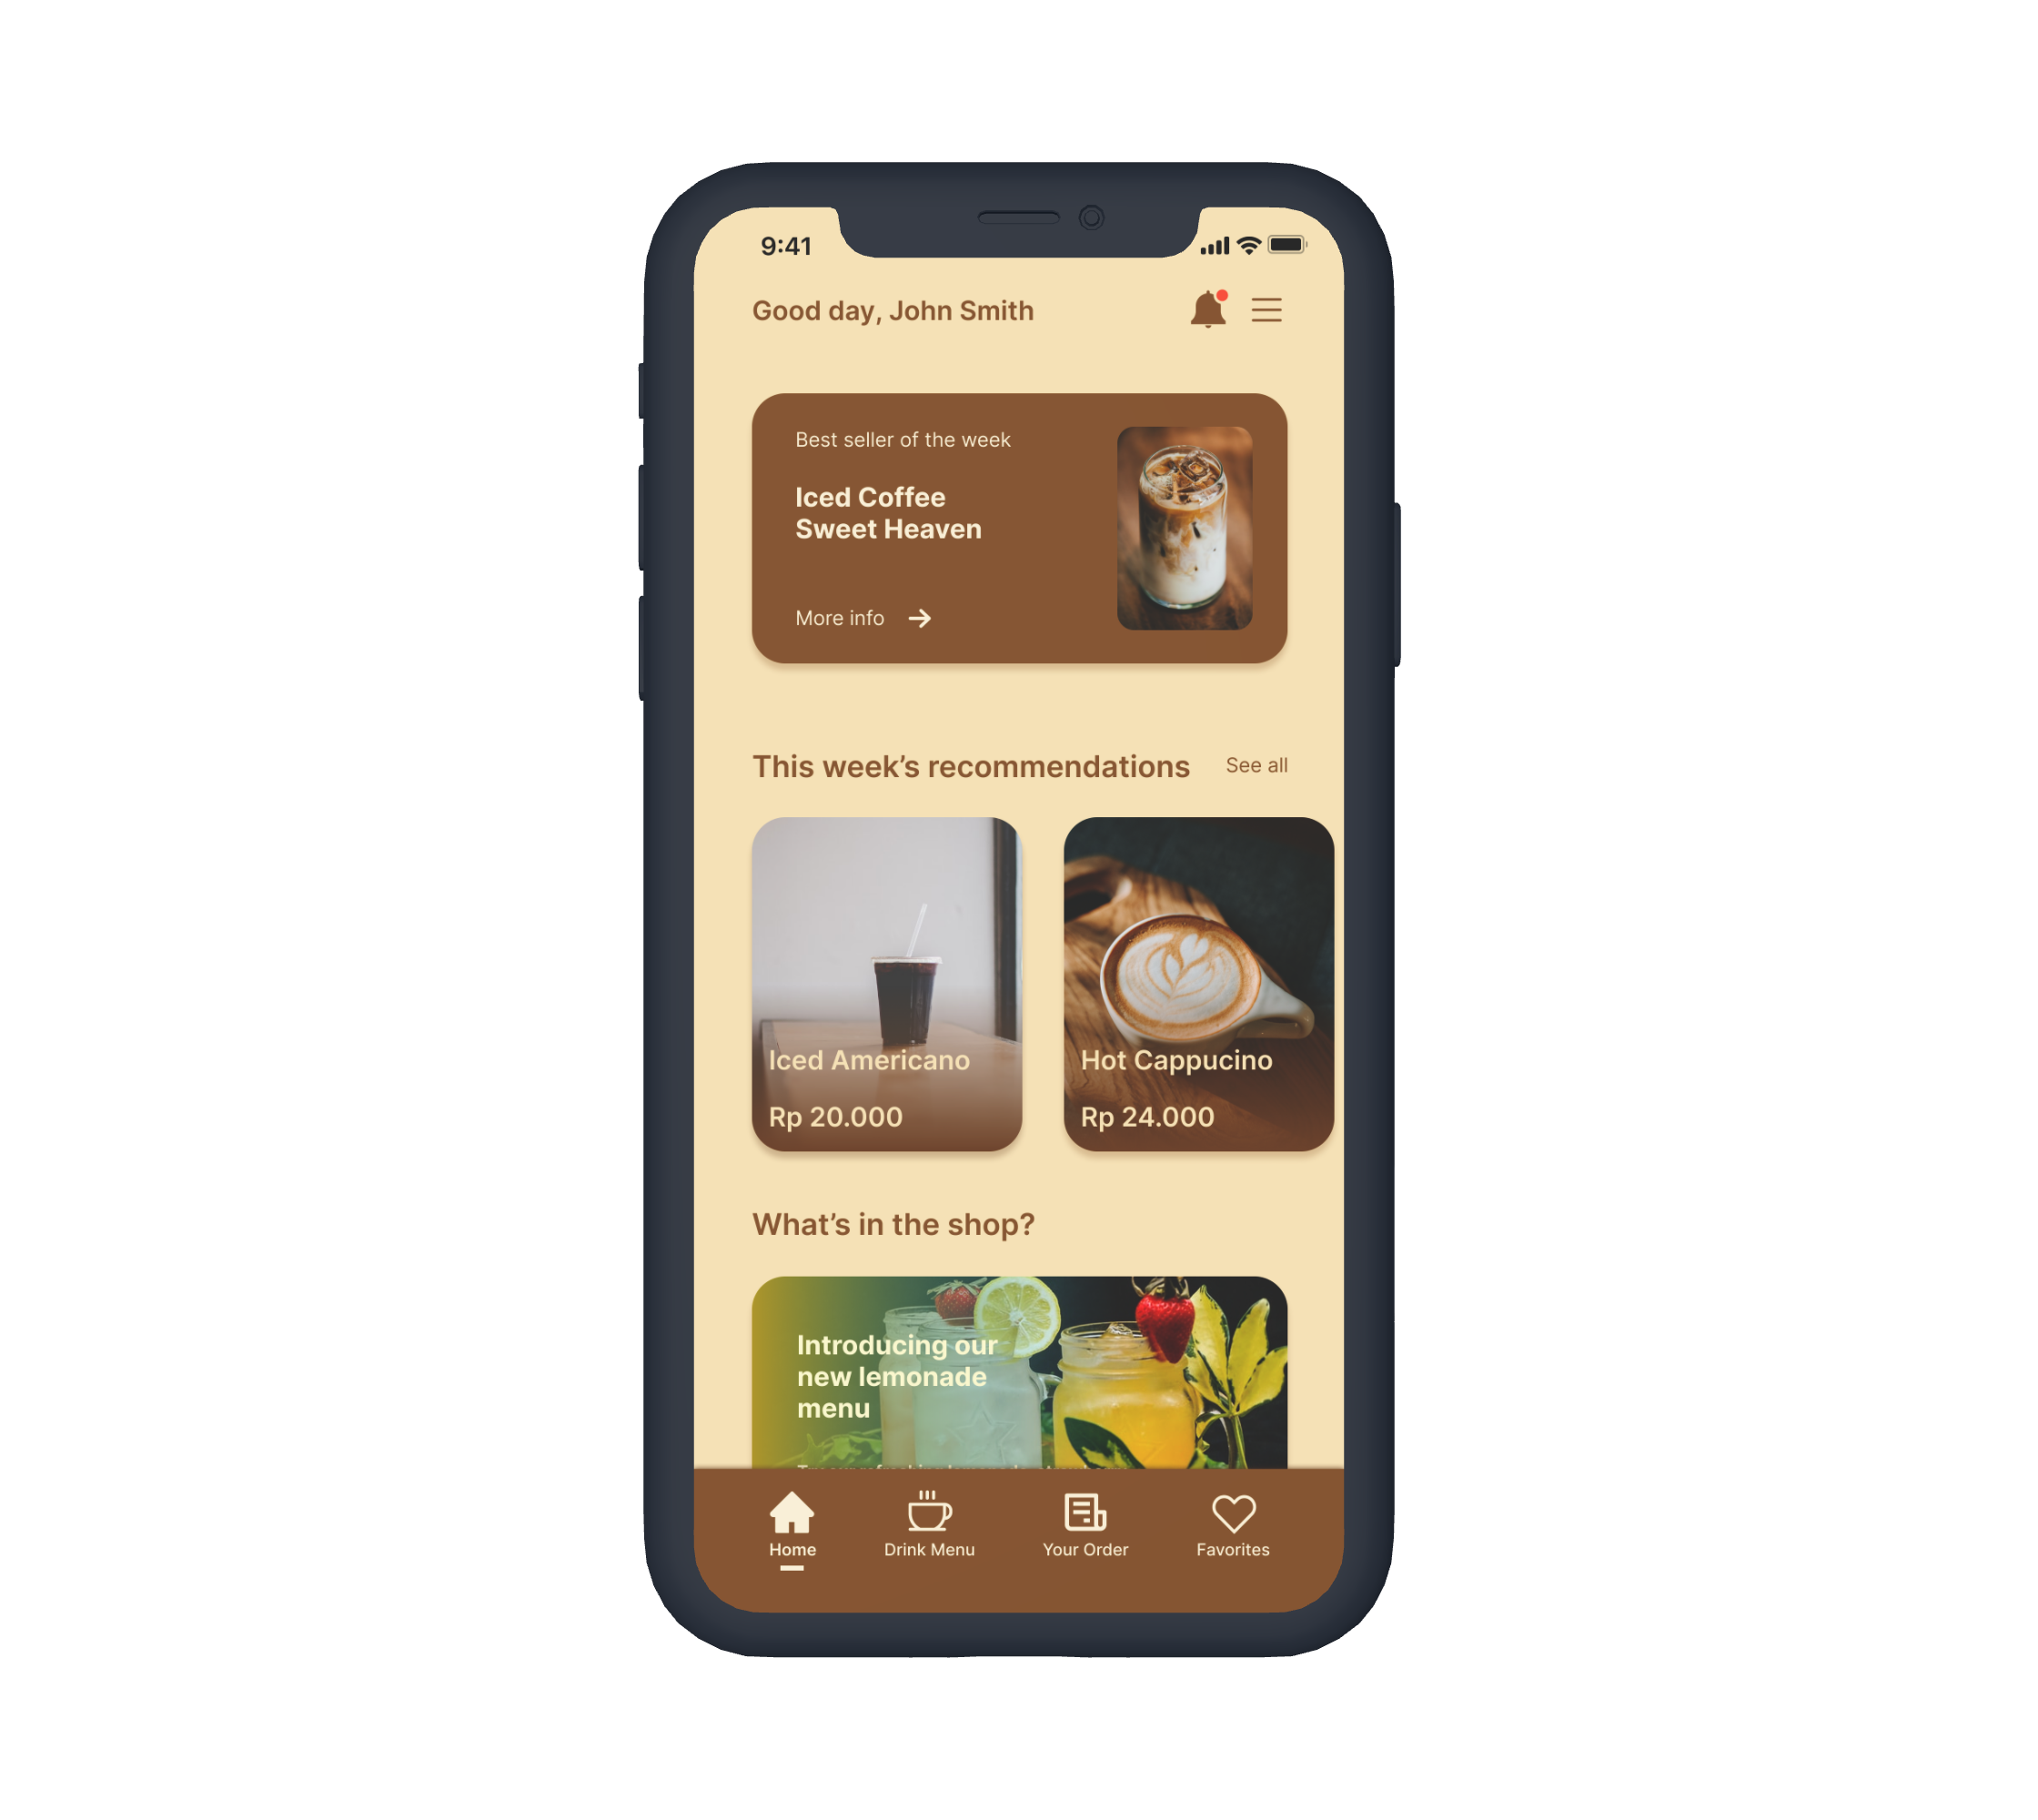 9:41
Good day, John Smith
Best seller of the week
Iced Coffee
Sweet Heaven
More info
This week’s recommendations
See all
Iced Americano
Rp 20.000
Hot Cappucino
Rp 24.000
What’s in the shop?
Introducing our
new lemonade
menu
Home
Drink Menu
Your Order
Favorites